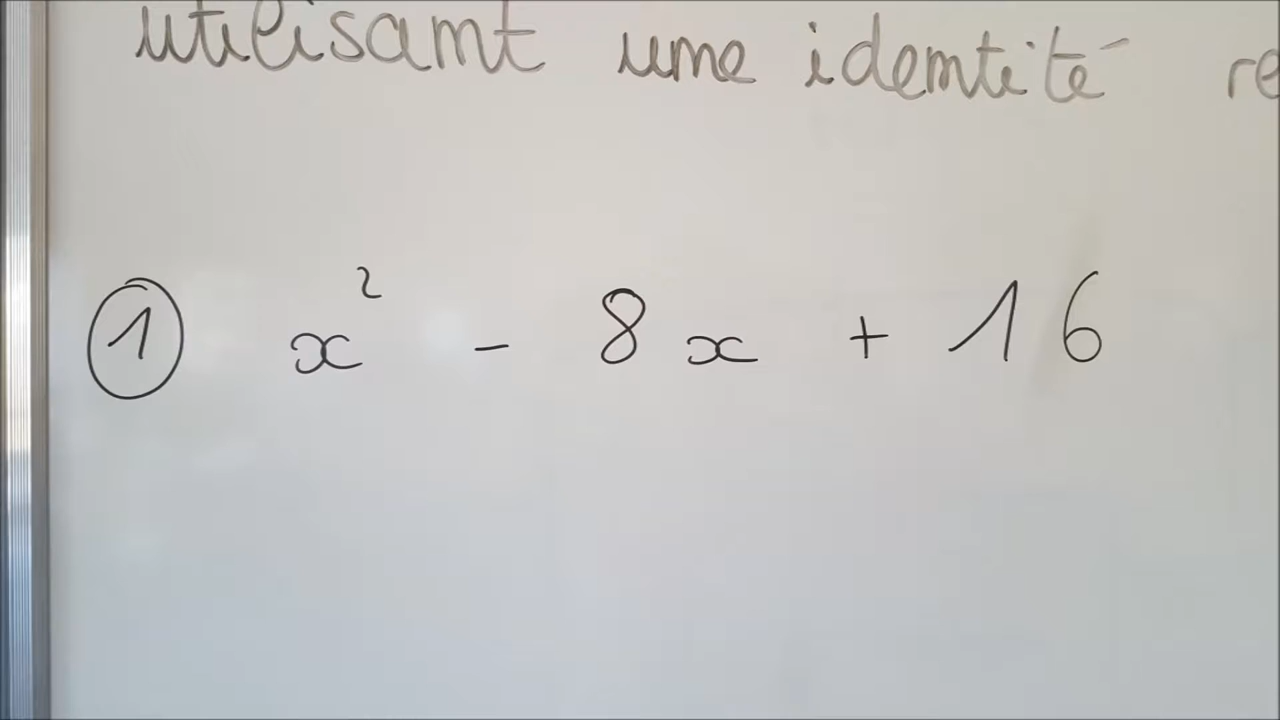 utilisant une identité re
① x² - 8x + 16